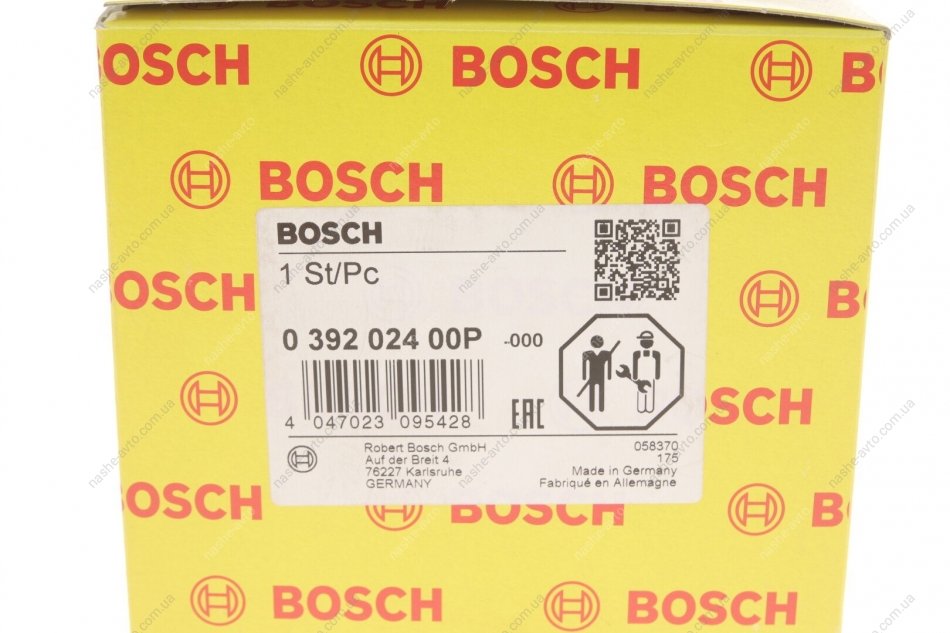 BOSCH BOSCH B
BOSCH BOSCH
BOSCH
BOSCH
1 St/Pc
0 392 024 00P -000
4 047023 095428
EAC
Robert Bosch GmbH
Auf der Breit 4
76227 Karlsruhe
GERMANY
058370
175
Made in Germany
Fabriqué en Allemagne
OSCH
BOSCH BOSCH B
BOSCH BOSCH
nashe-avto.com.ua